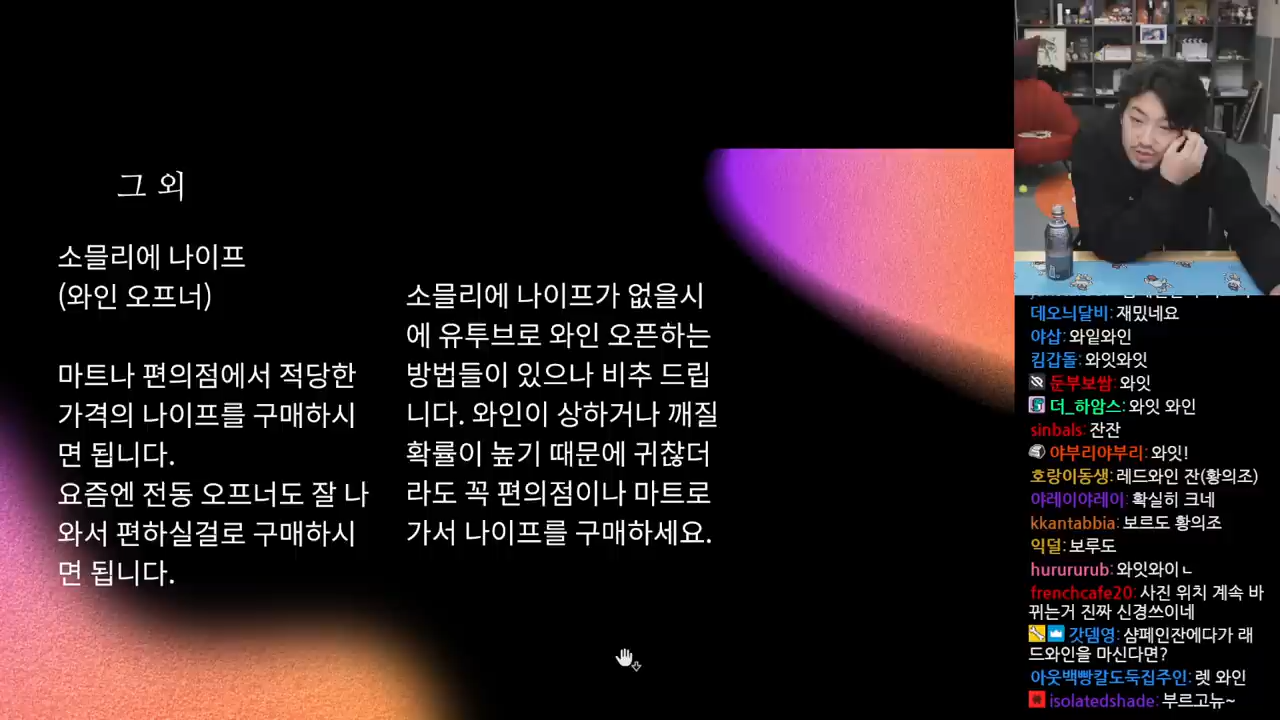 그 외
소믈리에 나이프
(와인 오프너)
마트나 편의점에서 적당한
가격의 나이프를 구매하시
면 됩니다.
요즘엔 전동 오프너도 잘 나
와서 편하실걸로 구매하시
면 됩니다.
소믈리에 나이프가 없을시
에 유투브로 와인 오픈하는
방법들이 있으나 비추 드립
니다. 와인이 상하거나 깨질
확률이 높기 때문에 귀찮더
라도 꼭 편의점이나 마트로
가서 나이프를 구매하세요.
데오늬달비: 재밌네요
야삽: 와일와인
킴갑돌: 와잇와잇
둔부보쌈: 와잇
더_하암스: 와잇 와인
sinbals: 잔잔
야부리야부리: 와잇!
호랑이동생: 레드와인 잔(황의조)
야레이야레이: 확실히 크네
kkantabbia: 보르도 황의조
익덜: 보루도
hurururub: 와잇와이ㄴ
frenchcafe20: 사진 위치 계속 바
뀌는거 진짜 신경쓰이네
갓뎀영: 샴페인잔에다가 래
드와인을 마신다면?
아웃백빵칼도둑집주인: 렛 와인
isolatedshade: 부르고뉴~